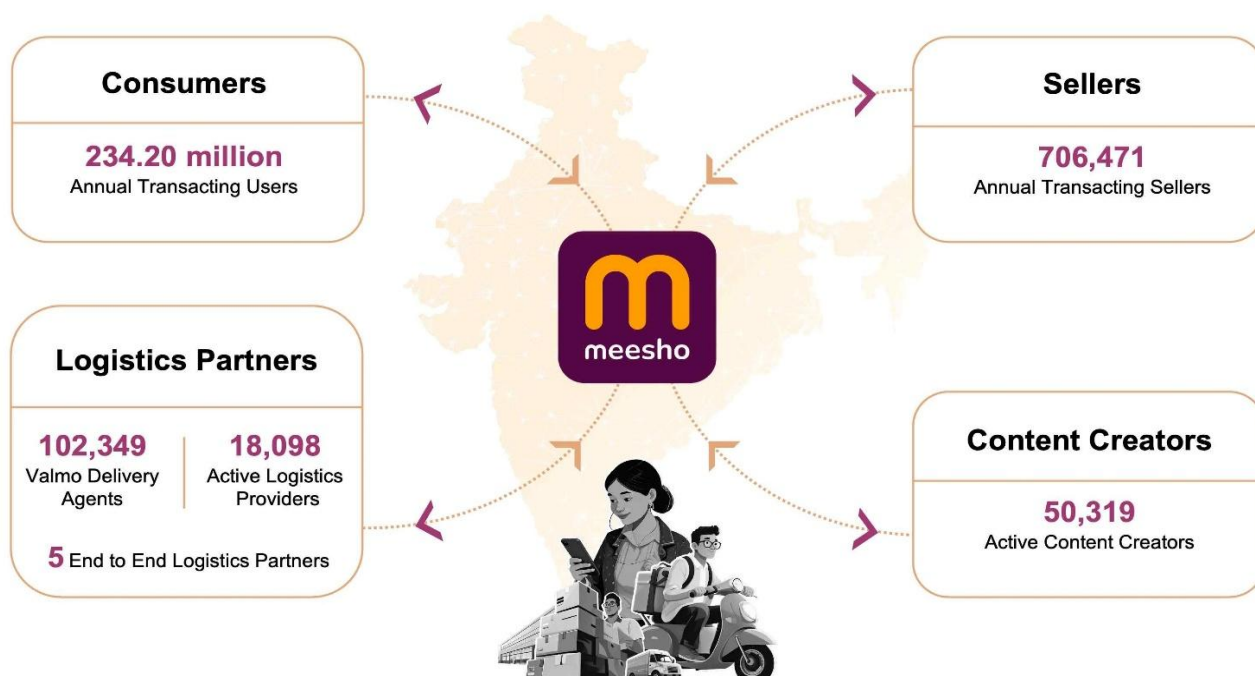 Consumers
234.20 million
Annual Transacting Users
Sellers
706,471
Annual Transacting Sellers
meesho
Logistics Partners
102,349
Valmo Delivery
Agents
18,098
Active Logistics
Providers
5 End to End Logistics Partners
Content Creators
50,319
Active Content Creators